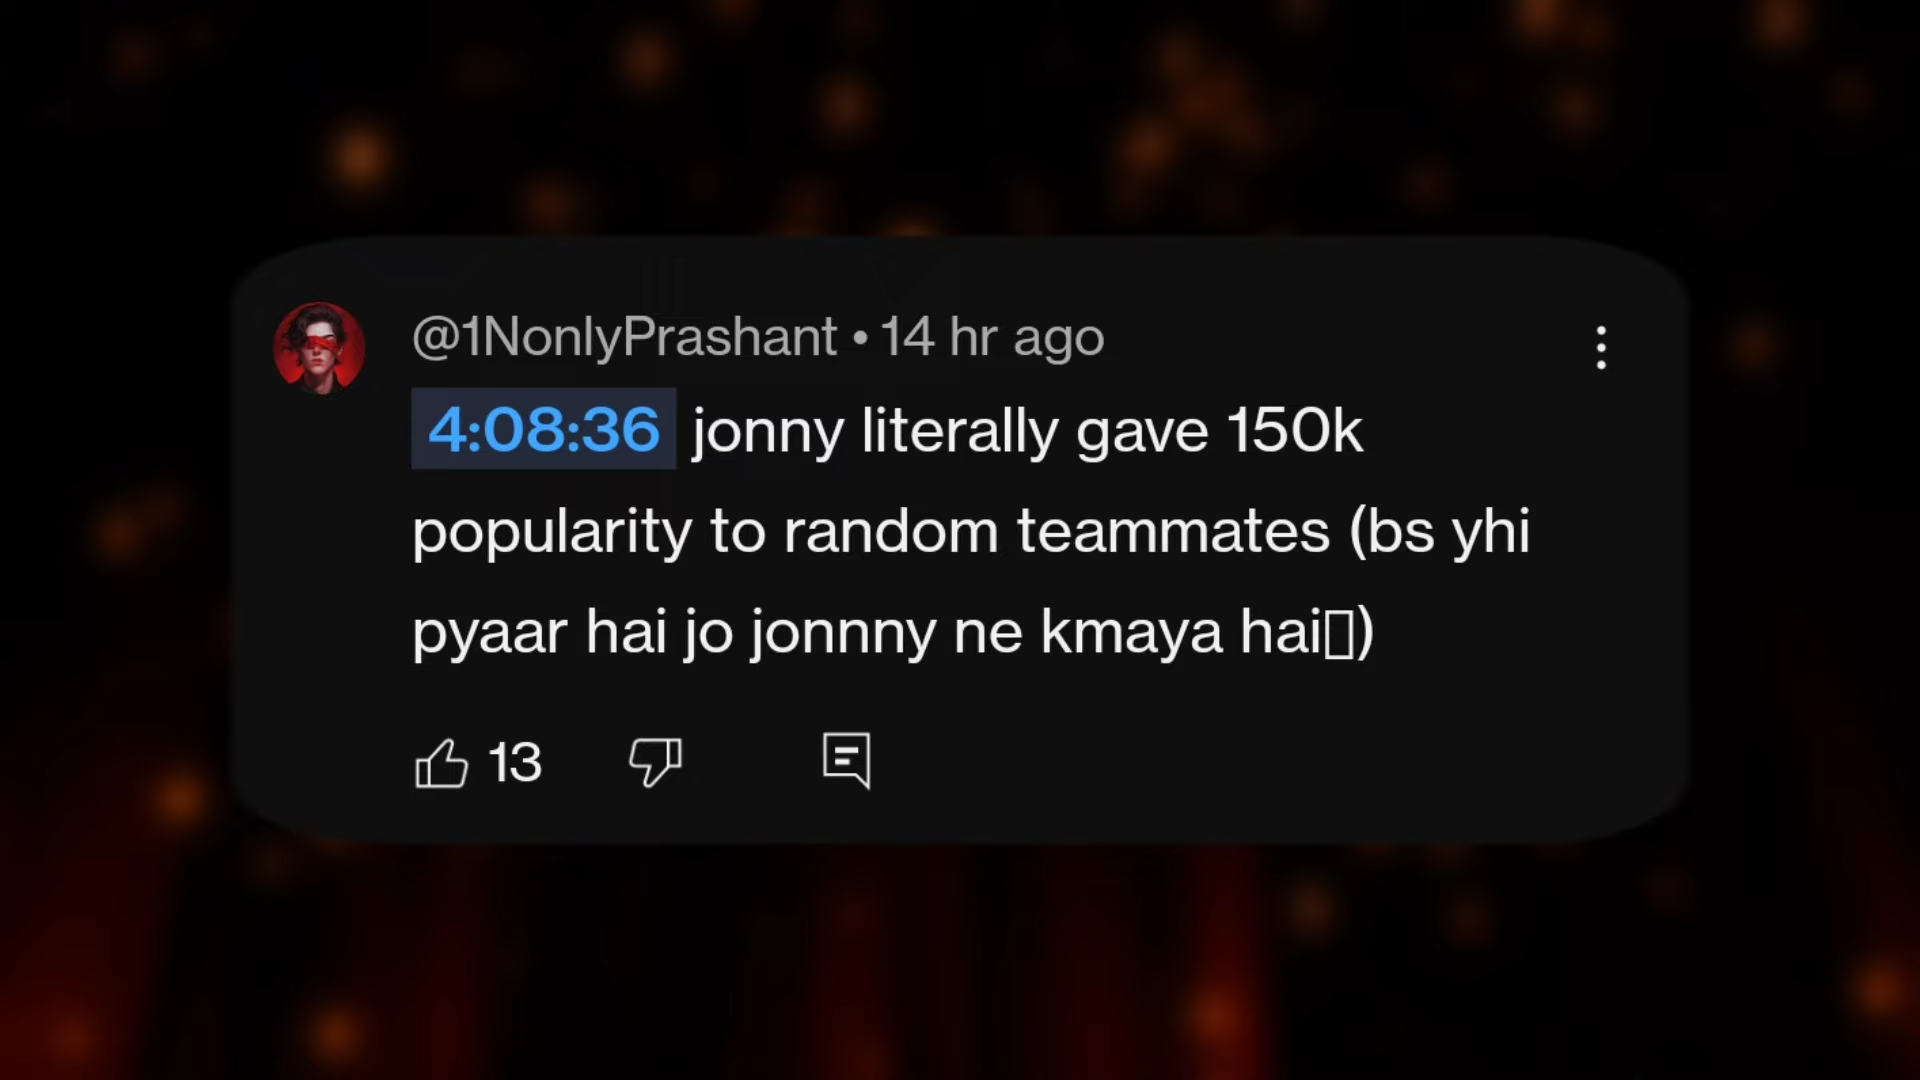 @1NonlyPrashant • 14 hr ago
4:08:36 jonny literally gave 150k
popularity to random teammates (bs yhi
pyaar hai jo jonnny ne kmaya hai▯)
13